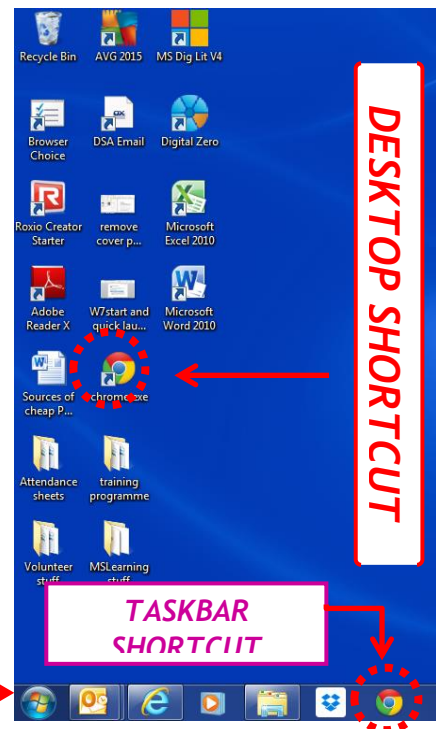 Recycle Bin
AVG 2015
MS Dig Lit V4
Browser
Choice
DSA Email
Digital Zero
Roxio Creator
Starter
remove
cover p...
Microsoft
Excel 2010
Adobe
Reader X
W7start and
quick lau...
Microsoft
Word 2010
Sources of
cheap P...
chrome.exe
Attendance
sheets
training
programme
Volunteer
stuff
MSLearning
stuff
DESKTOP SHORTCUT
TASKBAR
SHORTCUT